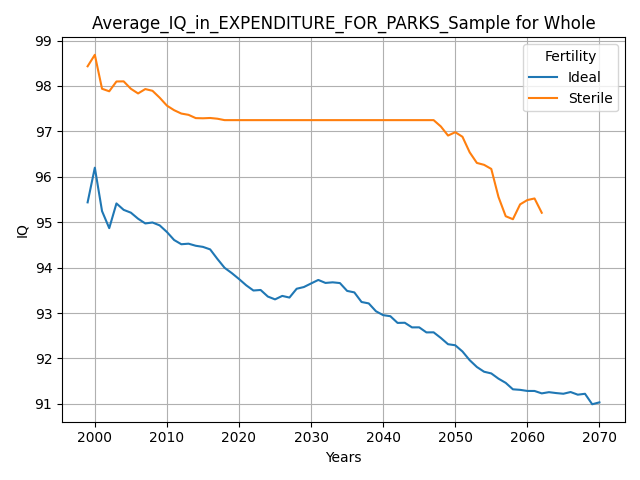 Average_IQ_in_EXPENDITURE_FOR_PARKS_Sample for Whole
Fertility
Ideal
Sterile
99
98
97
96
95
94
93
92
91
IQ
2000 2010 2020 2030 2040 2050 2060 2070
Years